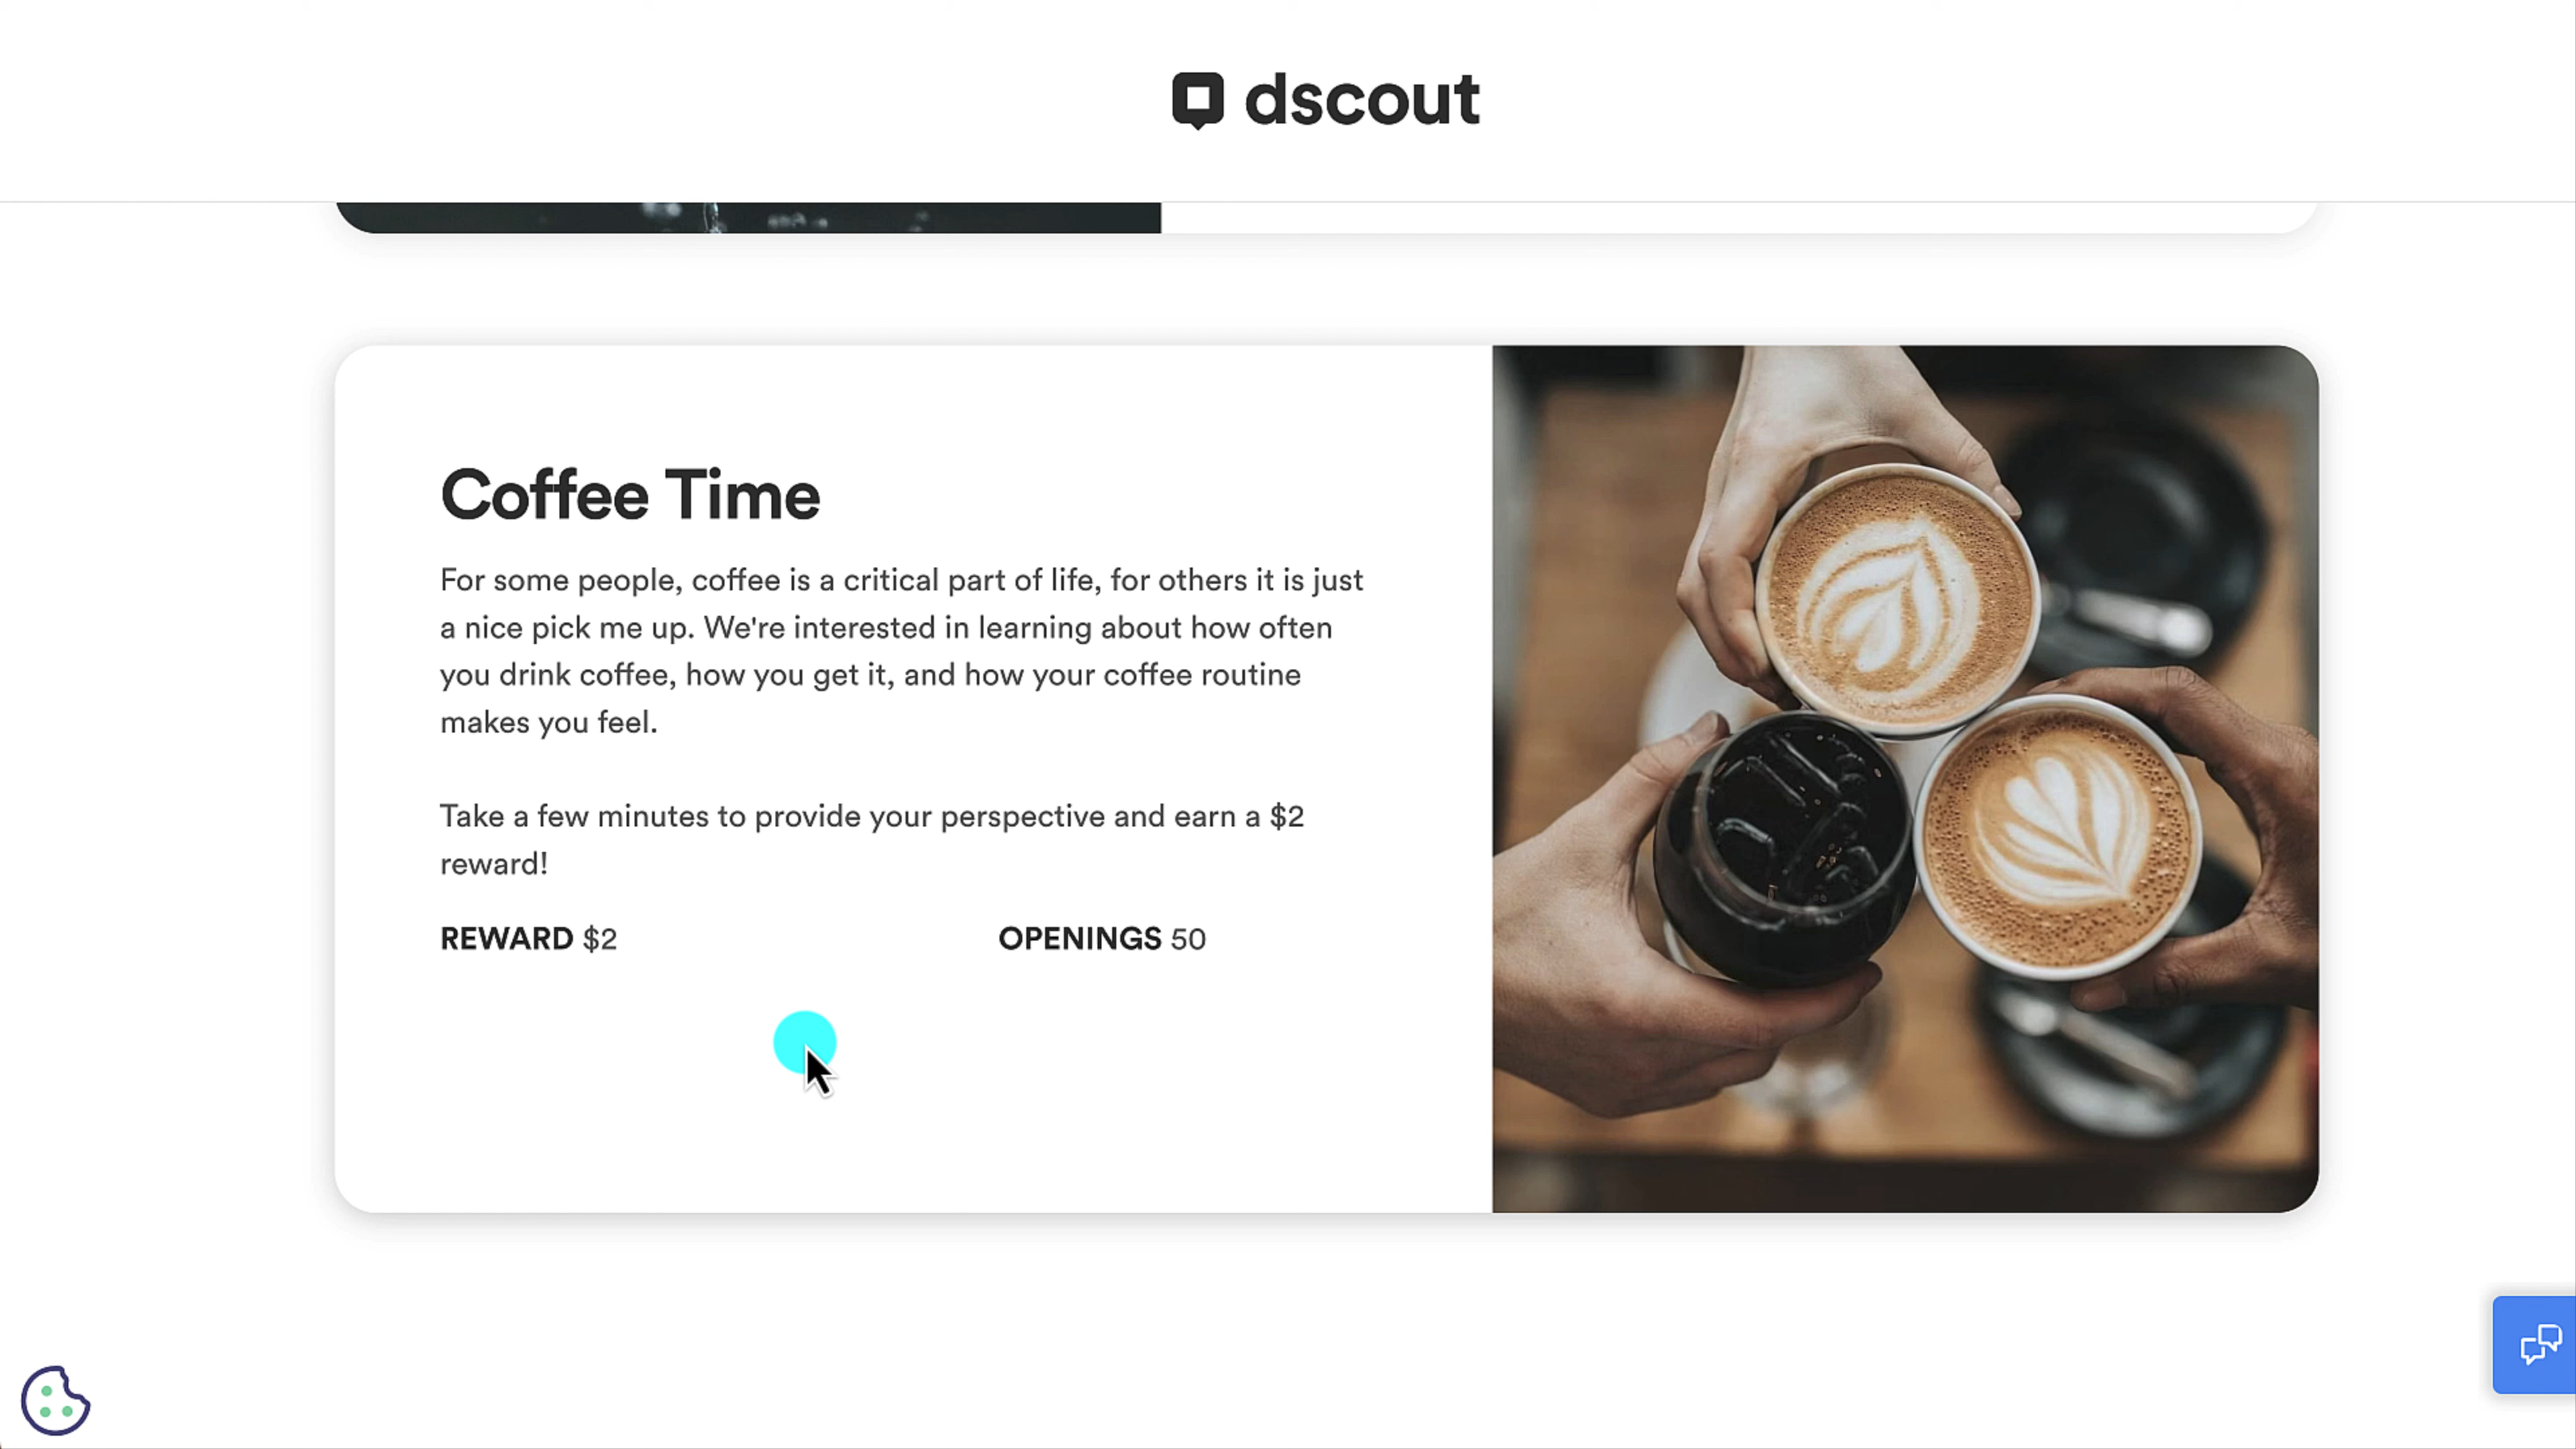 dscout
Coffee Time
For some people, coffee is a critical part of life, for others it is just
a nice pick me up. We're interested in learning about how often
you drink coffee, how you get it, and how your coffee routine
makes you feel.
Take a few minutes to provide your perspective and earn a $2
reward!
REWARD $2
OPENINGS 50